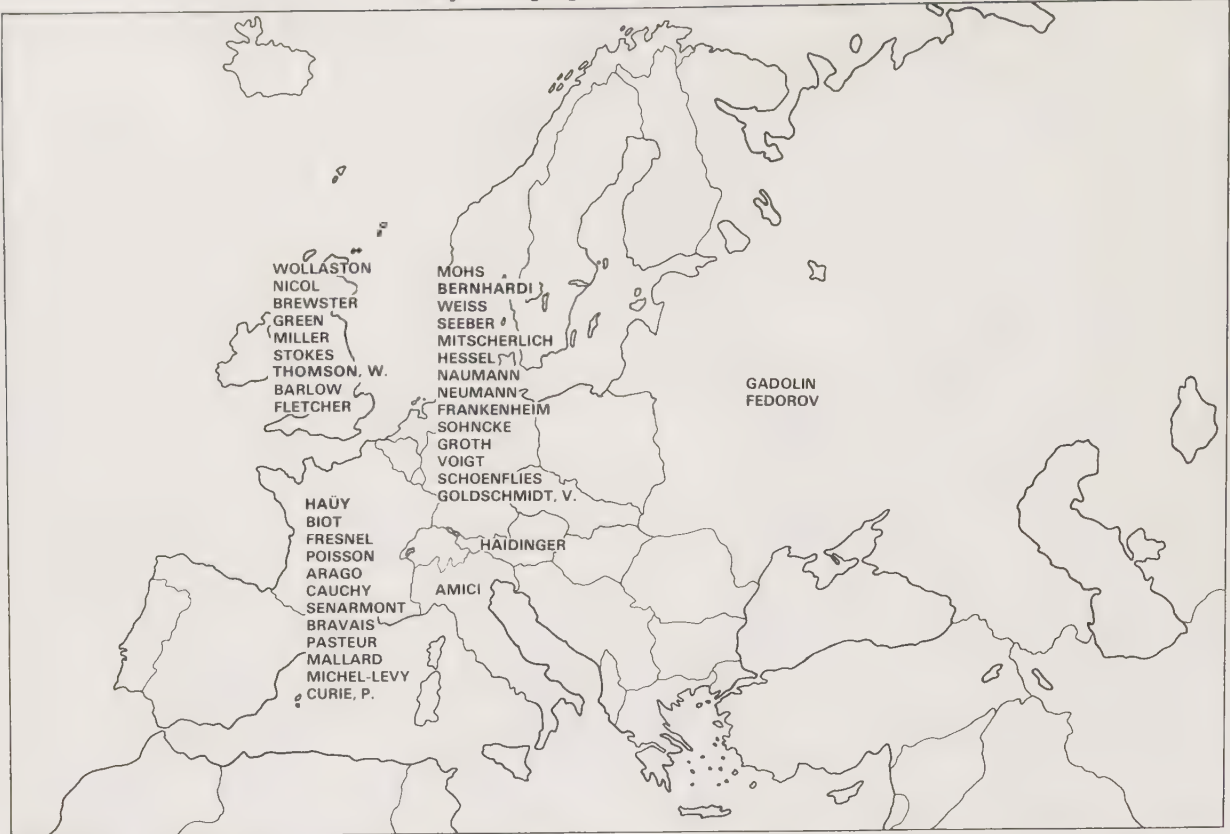 WOLLASTON
NICOL
BREWSTER
GREEN
MILLER
STOKES
THOMSON, W.
BARLOW
FLETCHER
MOHS
BERNHARDI
WEISS
SEEBER
MITSCHERLICH
HESSEL
NAUMANN
NEUMANN
FRANKENHEIM
SOHNCKE
GROTH
VOIGT
SCHOENFLIES
GOLDSCHMIDT, V.
GADOLIN
FEDOROV
HAÜY
BIOT
FRESNEL
POISSON
ARAGO
CAUCHY
SENARMONT
BRAVAIS
PASTEUR
MALLARD
MICHEL-LEVY
CURIE, P.
HAIDINGER
AMICI